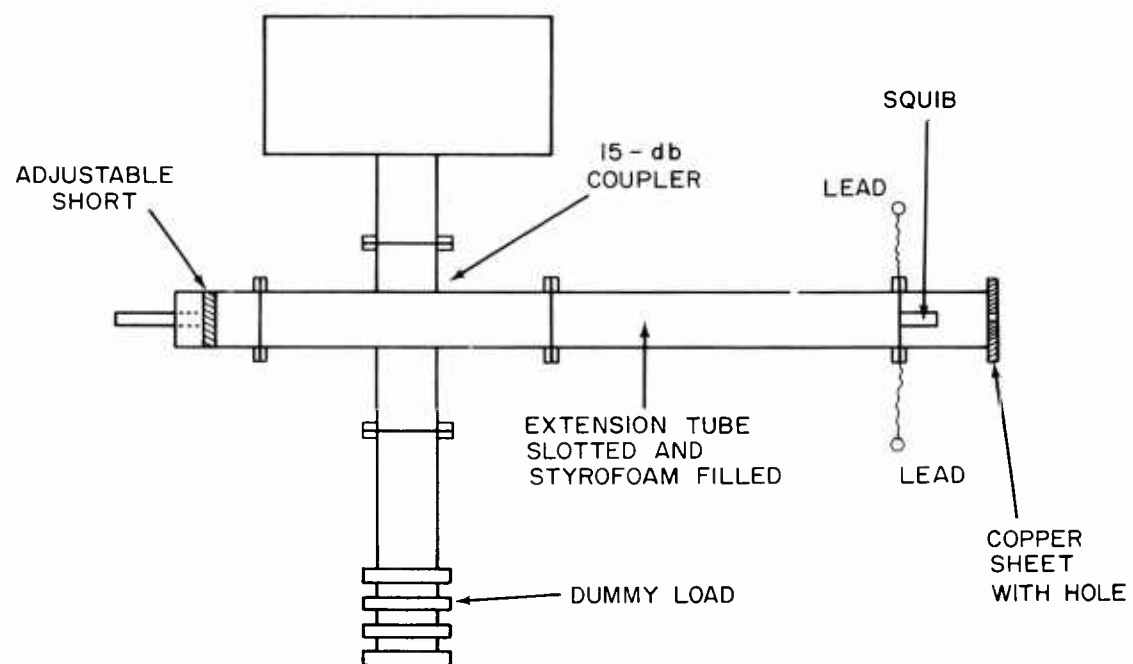 SQUIB
15-db
COUPLER
ADJUSTABLE
SHORT
LEAD
EXTENSION TUBE
SLOTTED AND
STYROFOAM FILLED
LEAD
COPPER
SHEET
WITH HOLE
DUMMY LOAD